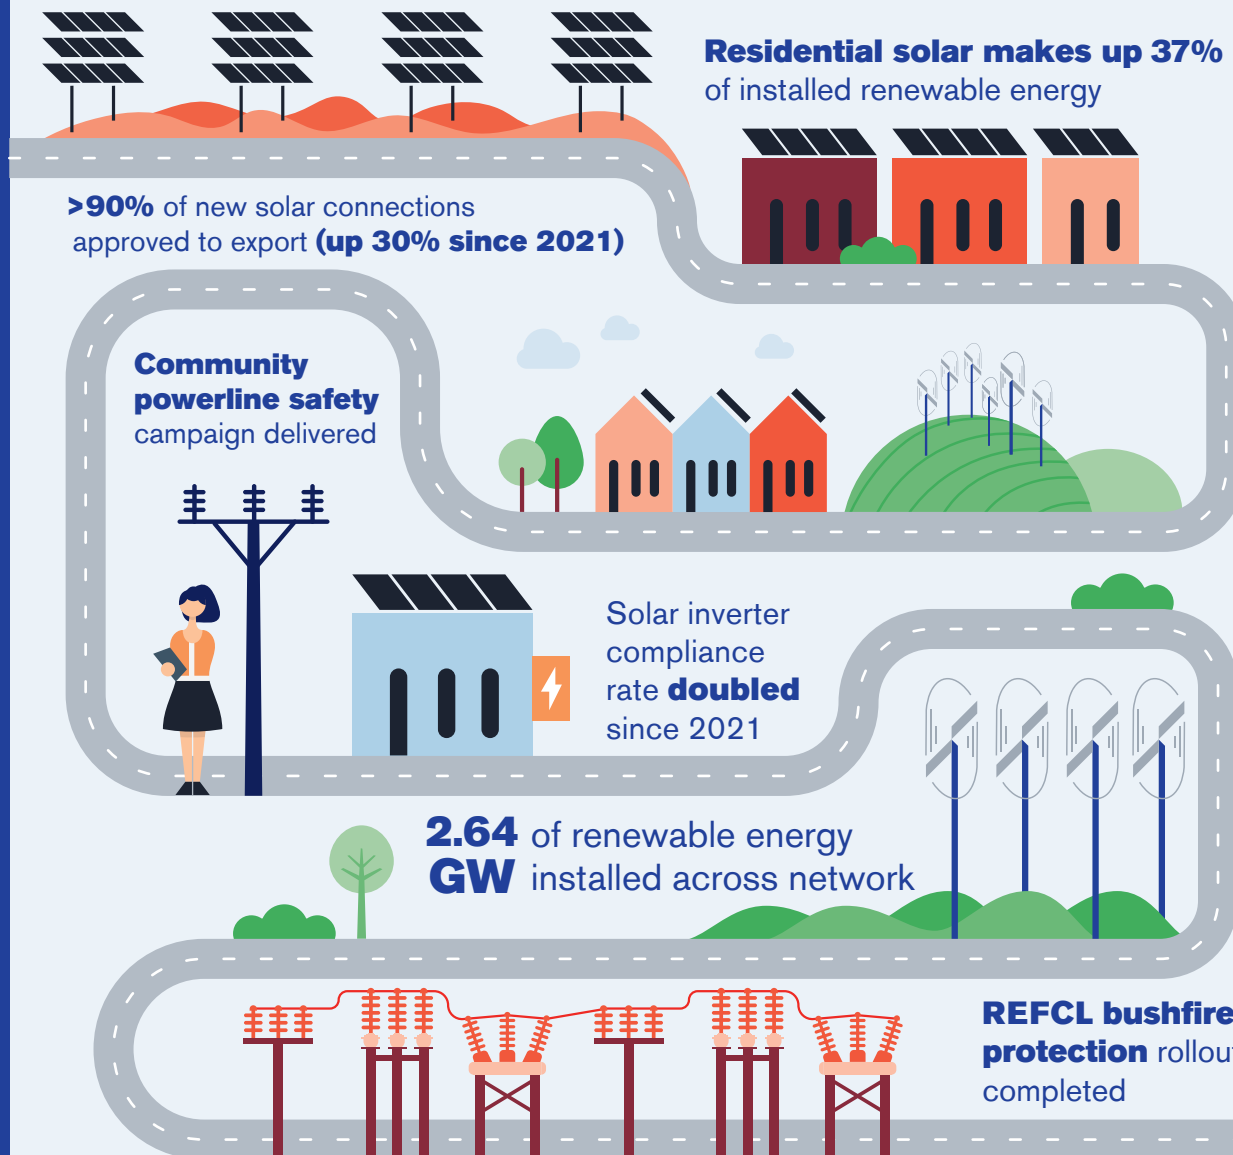 Residential solar makes up 37%
of installed renewable energy
>90% of new solar connections
approved to export (up 30% since 2021)
Community
powerline safety
campaign delivered
Solar inverter
compliance
rate doubled
since 2021
2.64 of renewable energy
GW installed across network
REFCL bushfire
protection rollout
completed